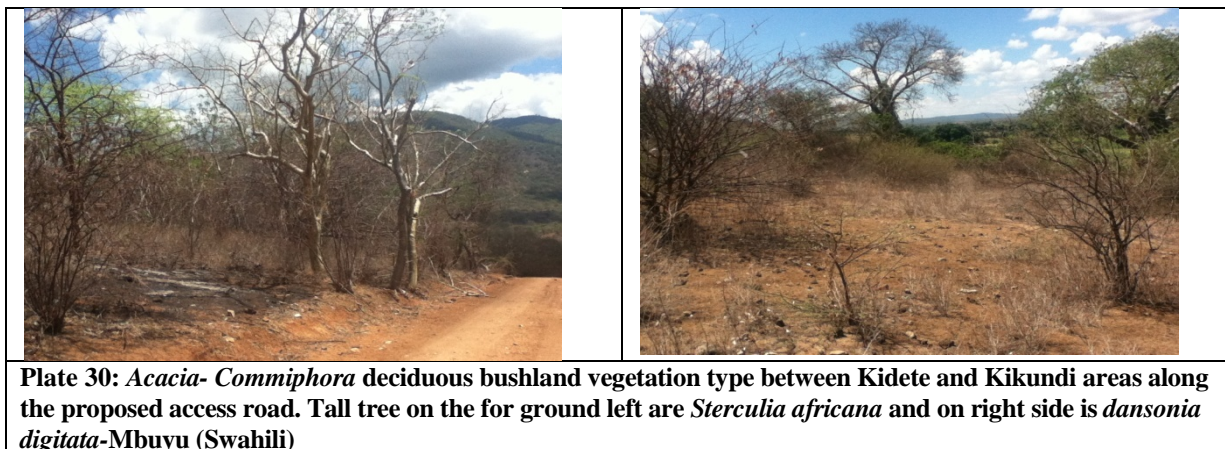 Plate 30: Acacia- Commiphora deciduous bushland vegetation type between Kidete and Kikundi areas along
the proposed access road. Tall tree on the for ground left are Sterculia africana and on right side is dansonia
digitata-Mbuyu (Swahili)